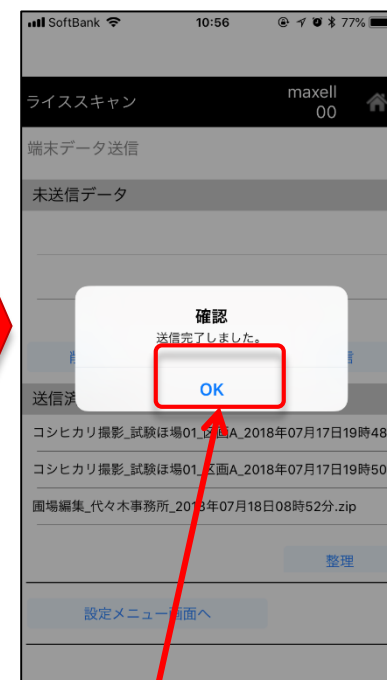 SoftBank 10:56 77%
ライススキャン maxell
00
端末データ送信
未送信データ
確認
送信完了しました。
OK
送信済
コシヒカリ撮影_試験ほ場01_区画A_2018年07月17日19時48
コシヒカリ撮影_試験ほ場01_区画A_2018年07月17日19時50
圃場編集_代々木事務所_2018年07月18日08時52分.zip
整理
設定メニュー画面へ